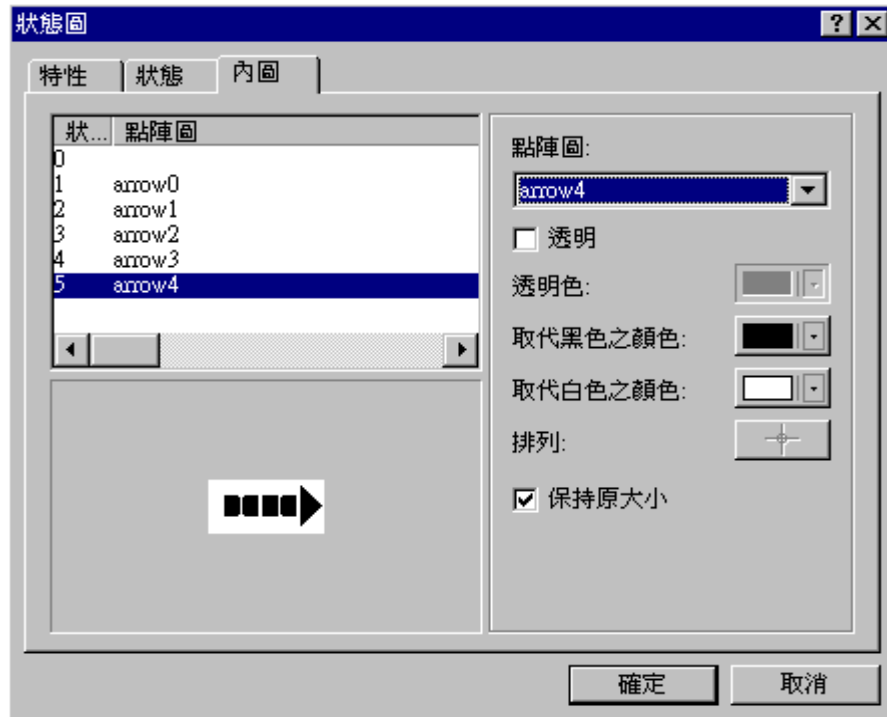 狀態圖
特性 狀態 內圖
狀... 點陣圖
0
1 arrow0
2 arrow1
3 arrow2
4 arrow3
5 arrow4
點陣圖:
arrow4
透明
透明色:
取代黑色之顏色:
取代白色之顏色:
排列:
保持原大小
確定 取消